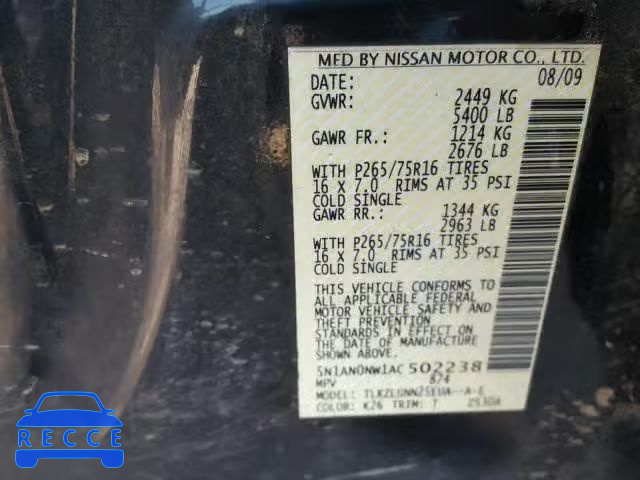 MFD BY NISSAN MOTOR CO., LTD.
DATE: 08/09
GVWR: 2449 KG
5400 LB
GAWR FR.: 1214 KG
2676 LB
WITH P265/75R16 TIRES
16 X 7.0 RIMS AT 35 PSI
COLD SINGLE
GAWR RR.: 1344 KG
2963 LB
WITH P265/75R16 TIRES
16 X 7.0 RIMS AT 35 PSI
COLD SINGLE
THIS VEHICLE CONFORMS TO
ALL APPLICABLE FEDERAL
MOTOR VEHICLE SAFETY AND
THEFT PREVENTION
STANDARDS IN EFFECT ON
THE DATE OF MANUFACTURE
SHOWN ABOVE.
5N1AN0NW1AC 502238
MPV 874
MODEL:
COLOR: K26 TRIM: T
RECCE